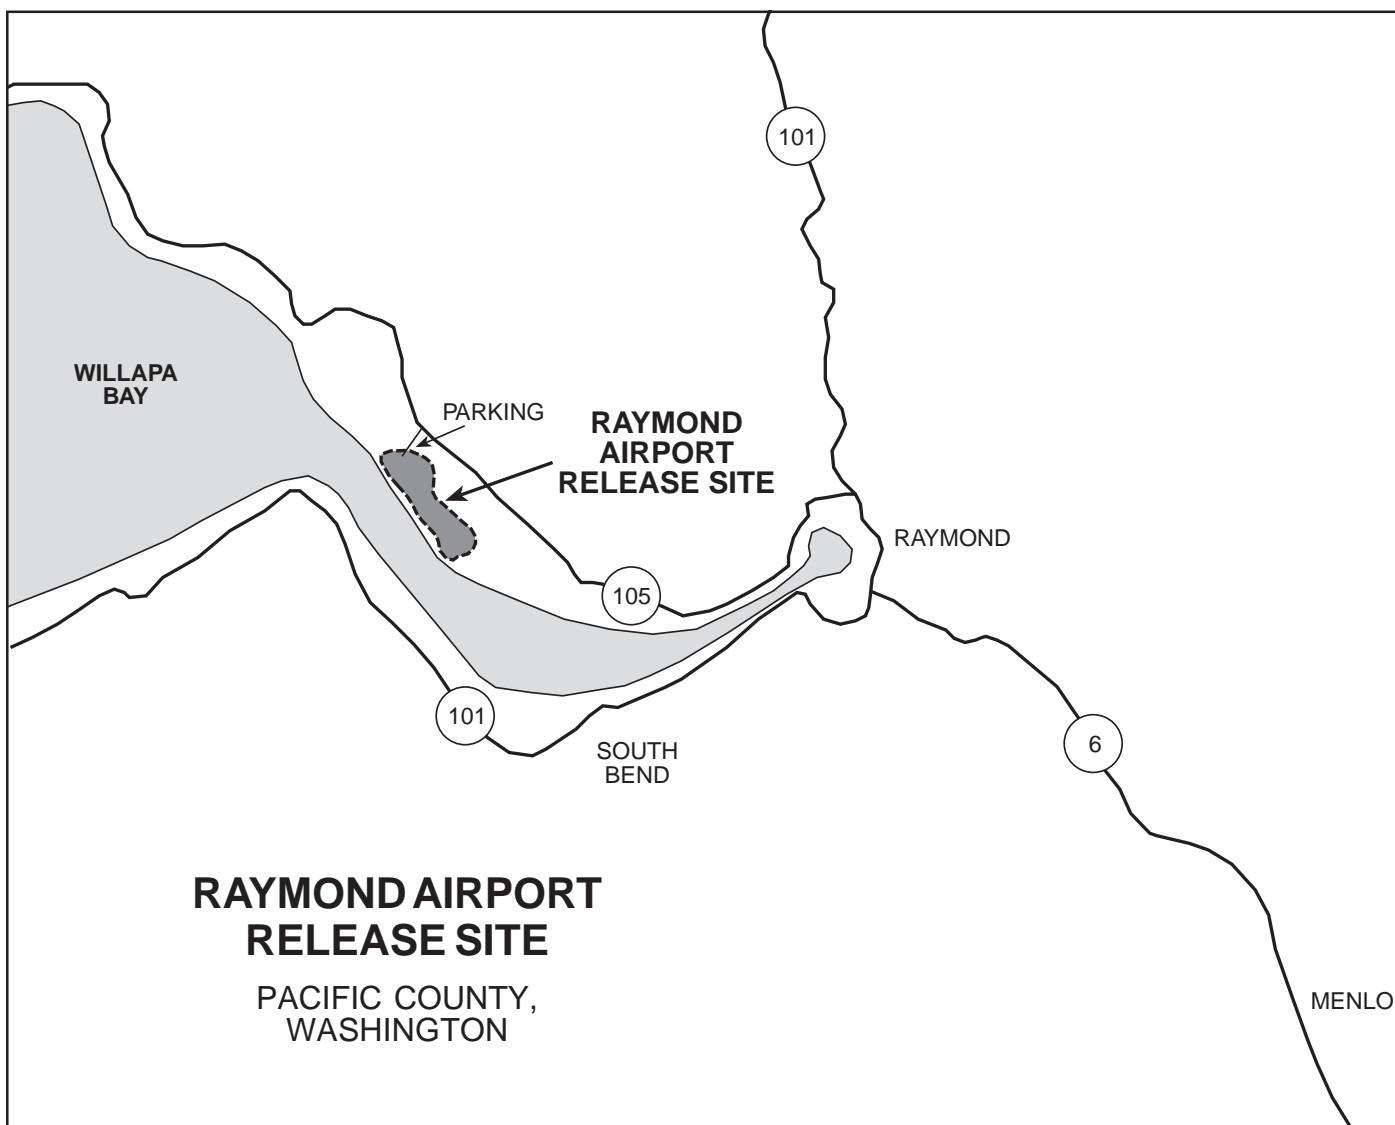 101
WILLAPA
BAY
PARKING
RAYMOND
AIRPORT
RELEASE SITE
RAYMOND
105
101
SOUTH
BEND
6
RAYMOND AIRPORT
RELEASE SITE
PACIFIC COUNTY,
WASHINGTON
MENLO